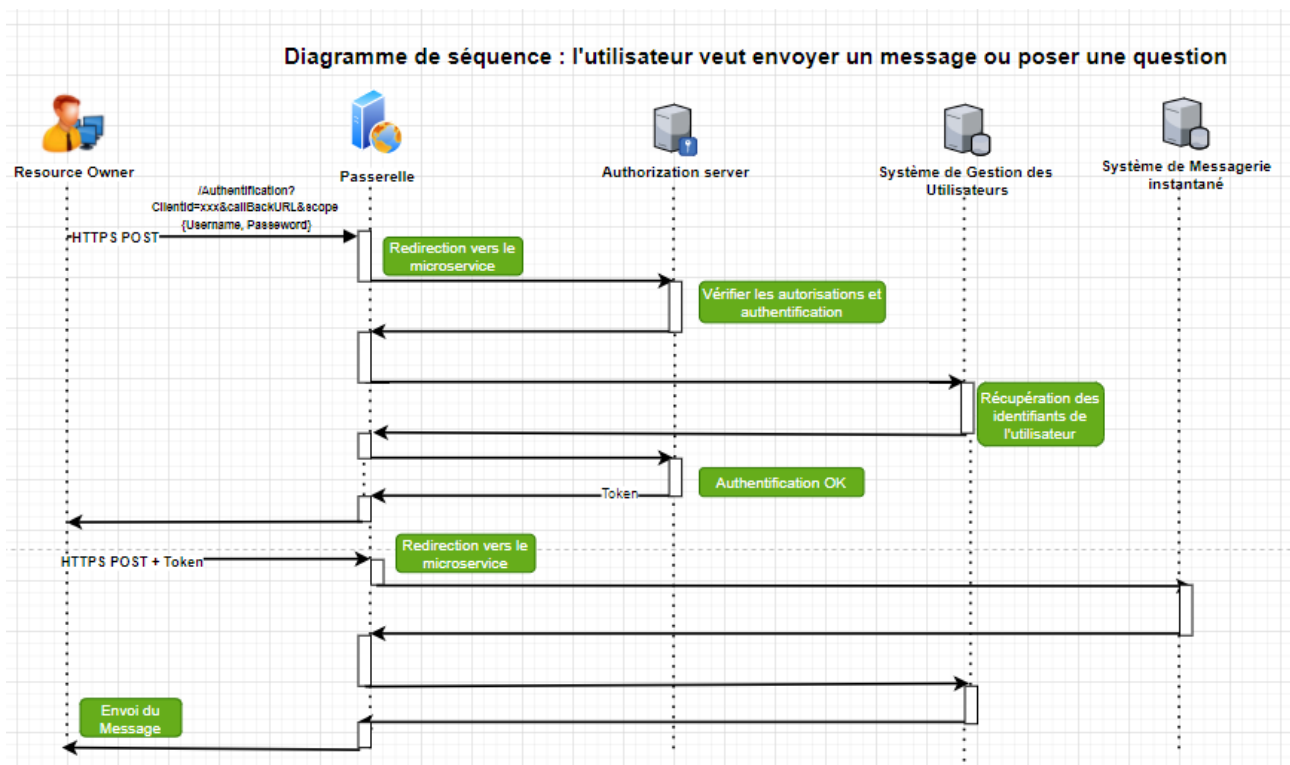 Diagramme de séquence : l'utilisateur veut envoyer un message ou poser une question
Resource Owner
Passerelle
Authorization server
Système de Gestion des
Utilisateurs
Système de Messagerie
instantané
/Authentification?
ClientId=xxx&callBackURL&scope
{Username, Passeword}
HTTPS POST
Redirection vers le
microservice
Vérifier les autorisations et
authentification
Récupération des
identifiants de
l'utilisateur
Authentification OK
Token
HTTPS POST + Token
Redirection vers le
microservice
Envoi du
Message